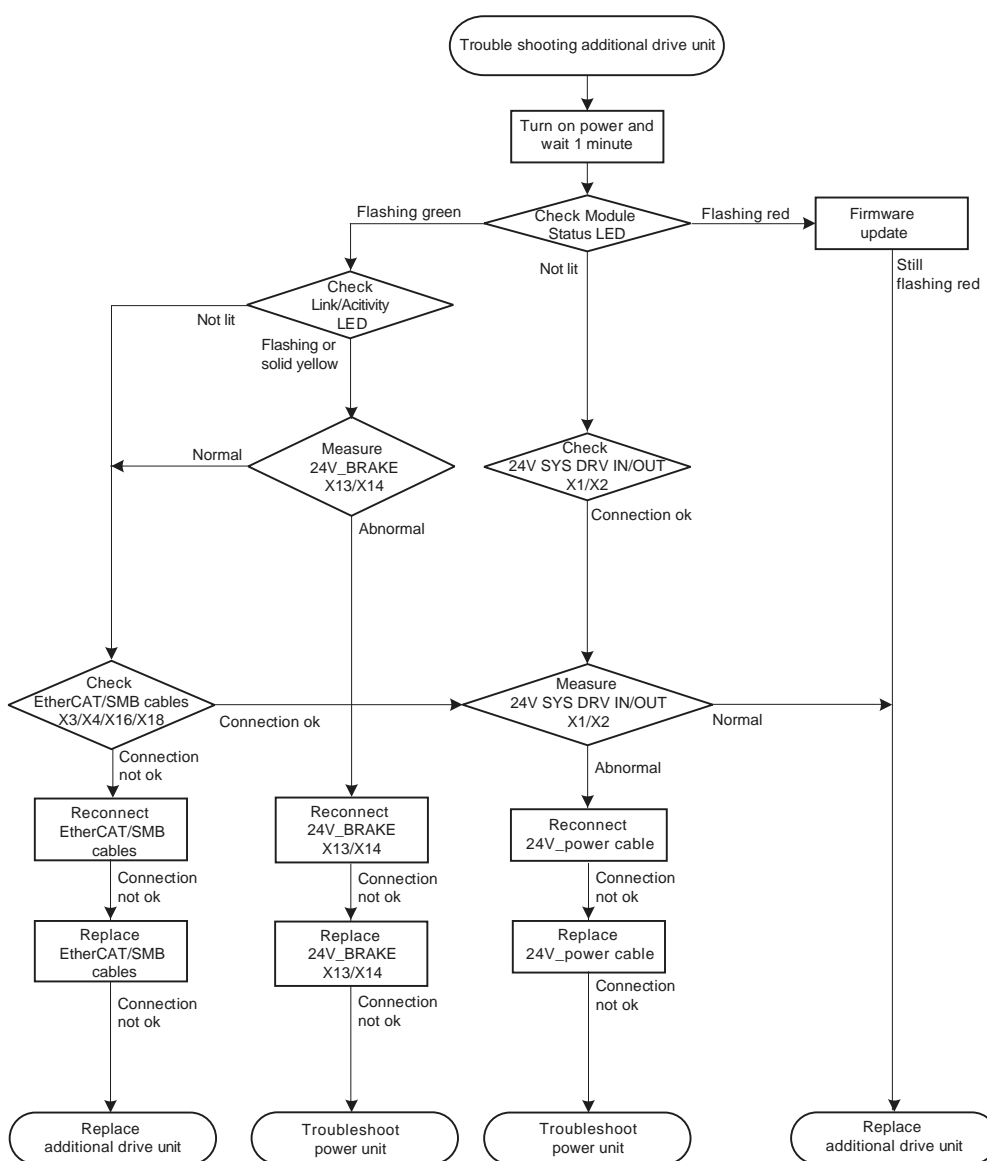 Trouble shooting additional drive unit
Turn on power and
wait 1 minute
Flashing green
Check Module
Status LED
Flashing red
Firmware
update
Not lit
Still
flashing red
Check
Link/Acitivity
LED
Not lit
Flashing or
solid yellow
Normal
Measure
24V_BRAKE
X13/X14
Check
24V SYS DRV IN/OUT
X1/X2
Abnormal
Connection ok
Check
EtherCAT/SMB cables
X3/X4/X16/X18
Connection ok
Measure
24V SYS DRV IN/OUT
X1/X2
Normal
Connection
not ok
Abnormal
Reconnect
EtherCAT/SMB
cables
Reconnect
24V_BRAKE
X13/X14
Reconnect
24V_power cable
Connection
not ok
Connection
not ok
Connection
not ok
Replace
EtherCAT/SMB
cables
Replace
24V_BRAKE
X13/X14
Replace
24V_power cable
Connection
not ok
Connection
not ok
Connection
not ok
Replace
additional drive unit
Troubleshoot
power unit
Troubleshoot
power unit
Replace
additional drive unit